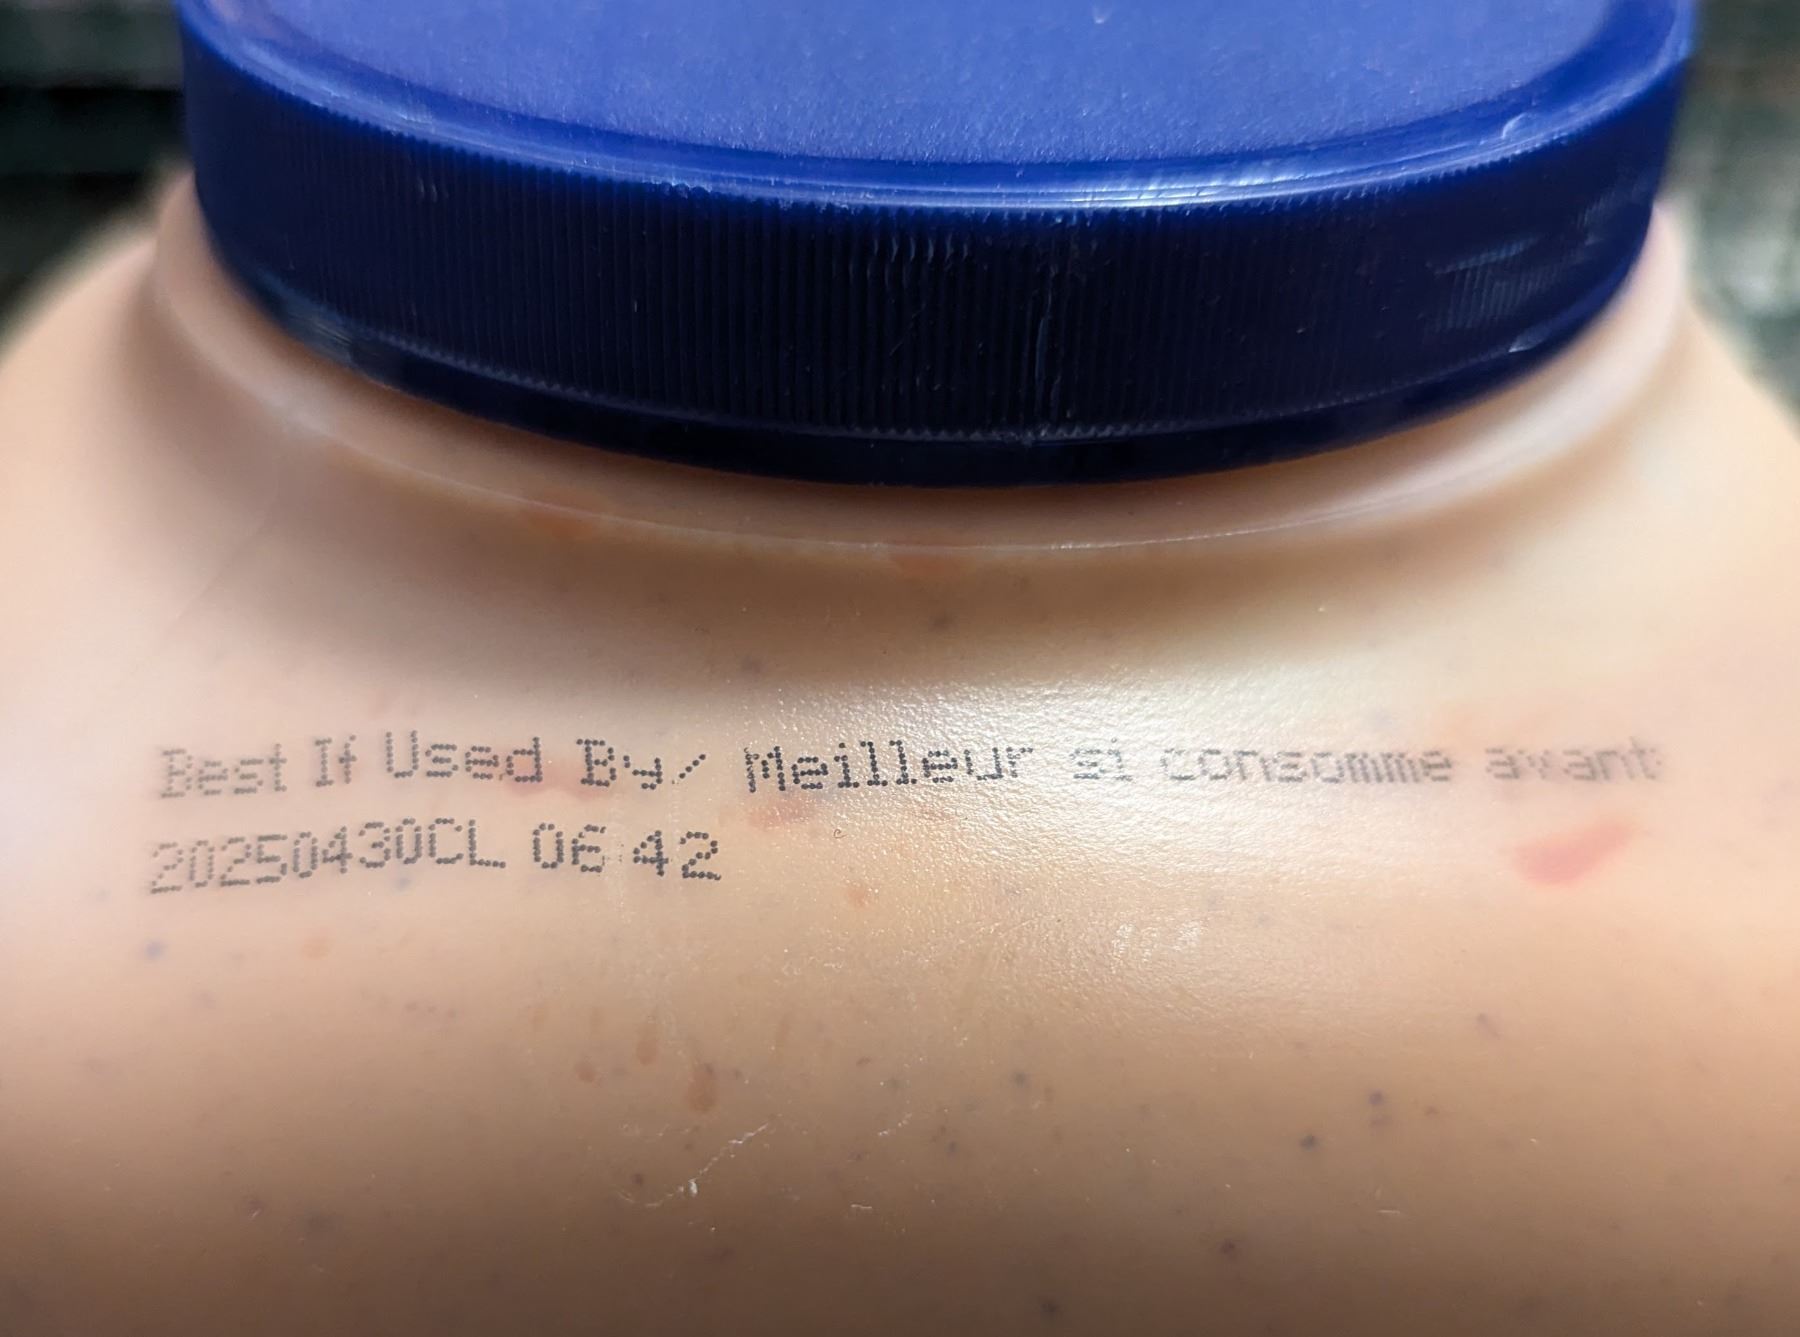 Best If Used By/ Meilleur si consomme avant
20250430CL 06 42